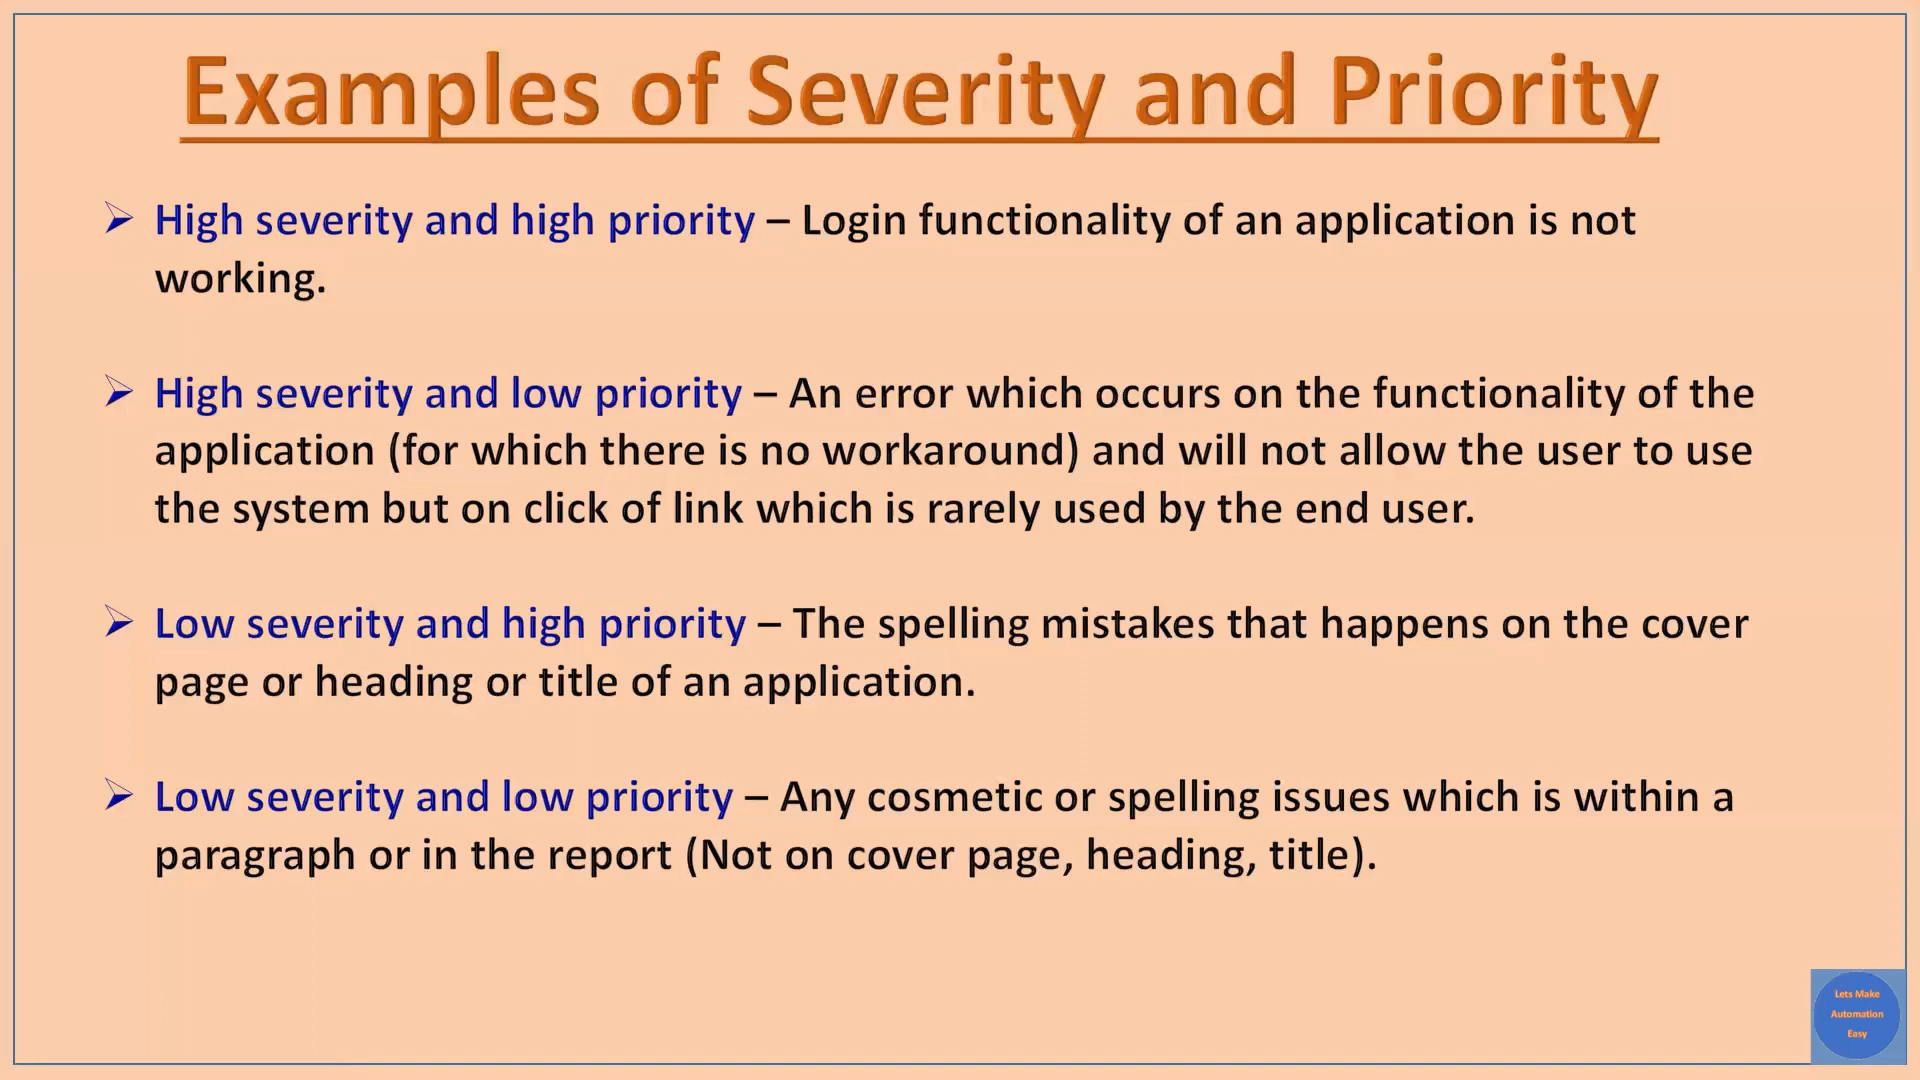 Examples of Severity and Priority
➢ High severity and high priority – Login functionality of an application is not
working.
➢ High severity and low priority – An error which occurs on the functionality of the
application (for which there is no workaround) and will not allow the user to use
the system but on click of link which is rarely used by the end user.
➢ Low severity and high priority – The spelling mistakes that happens on the cover
page or heading or title of an application.
➢ Low severity and low priority – Any cosmetic or spelling issues which is within a
paragraph or in the report (Not on cover page, heading, title).
Lets Make
Automation
Easy